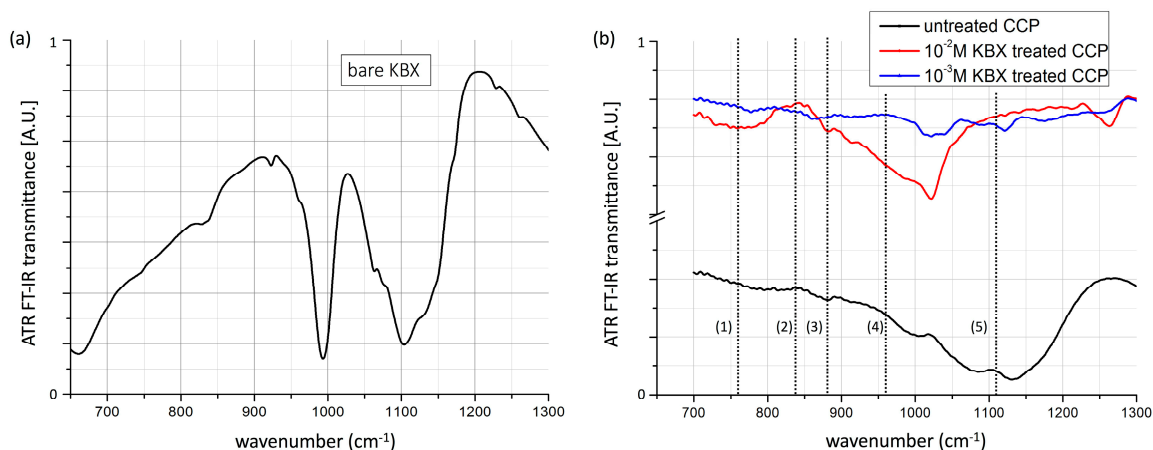 (a)
bare KBX
1
0
ATR FT-IR transmittance [A.U.]
700 800 900 1000 1100 1200 1300
wavenumber (cm⁻¹)
(b)
untreated CCP
10⁻²M KBX treated CCP
10⁻³M KBX treated CCP
1
0
ATR FT-IR transmittance [A.U.]
(1) (2) (3) (4) (5)
700 800 900 1000 1100 1200 1300
wavenumber (cm⁻¹)